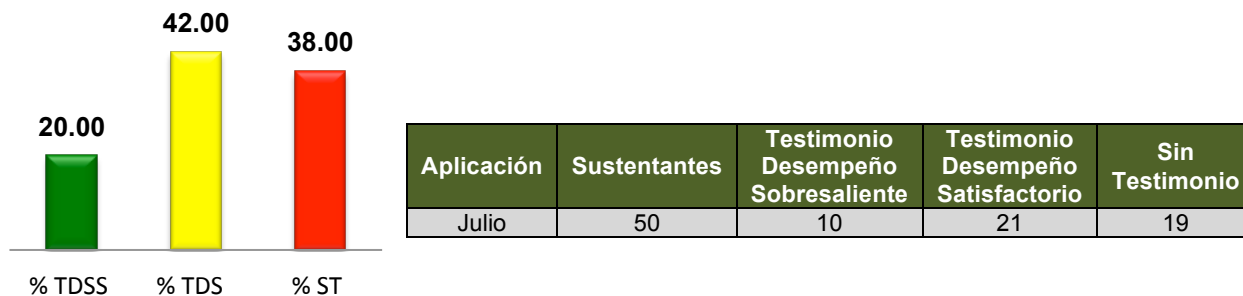 42.00
38.00
20.00
% TDSS % TDS % ST
Aplicación Sustentantes Testimonio Desempeño Sobresaliente Testimonio Desempeño Satisfactorio Sin Testimonio
Julio 50 10 21 19